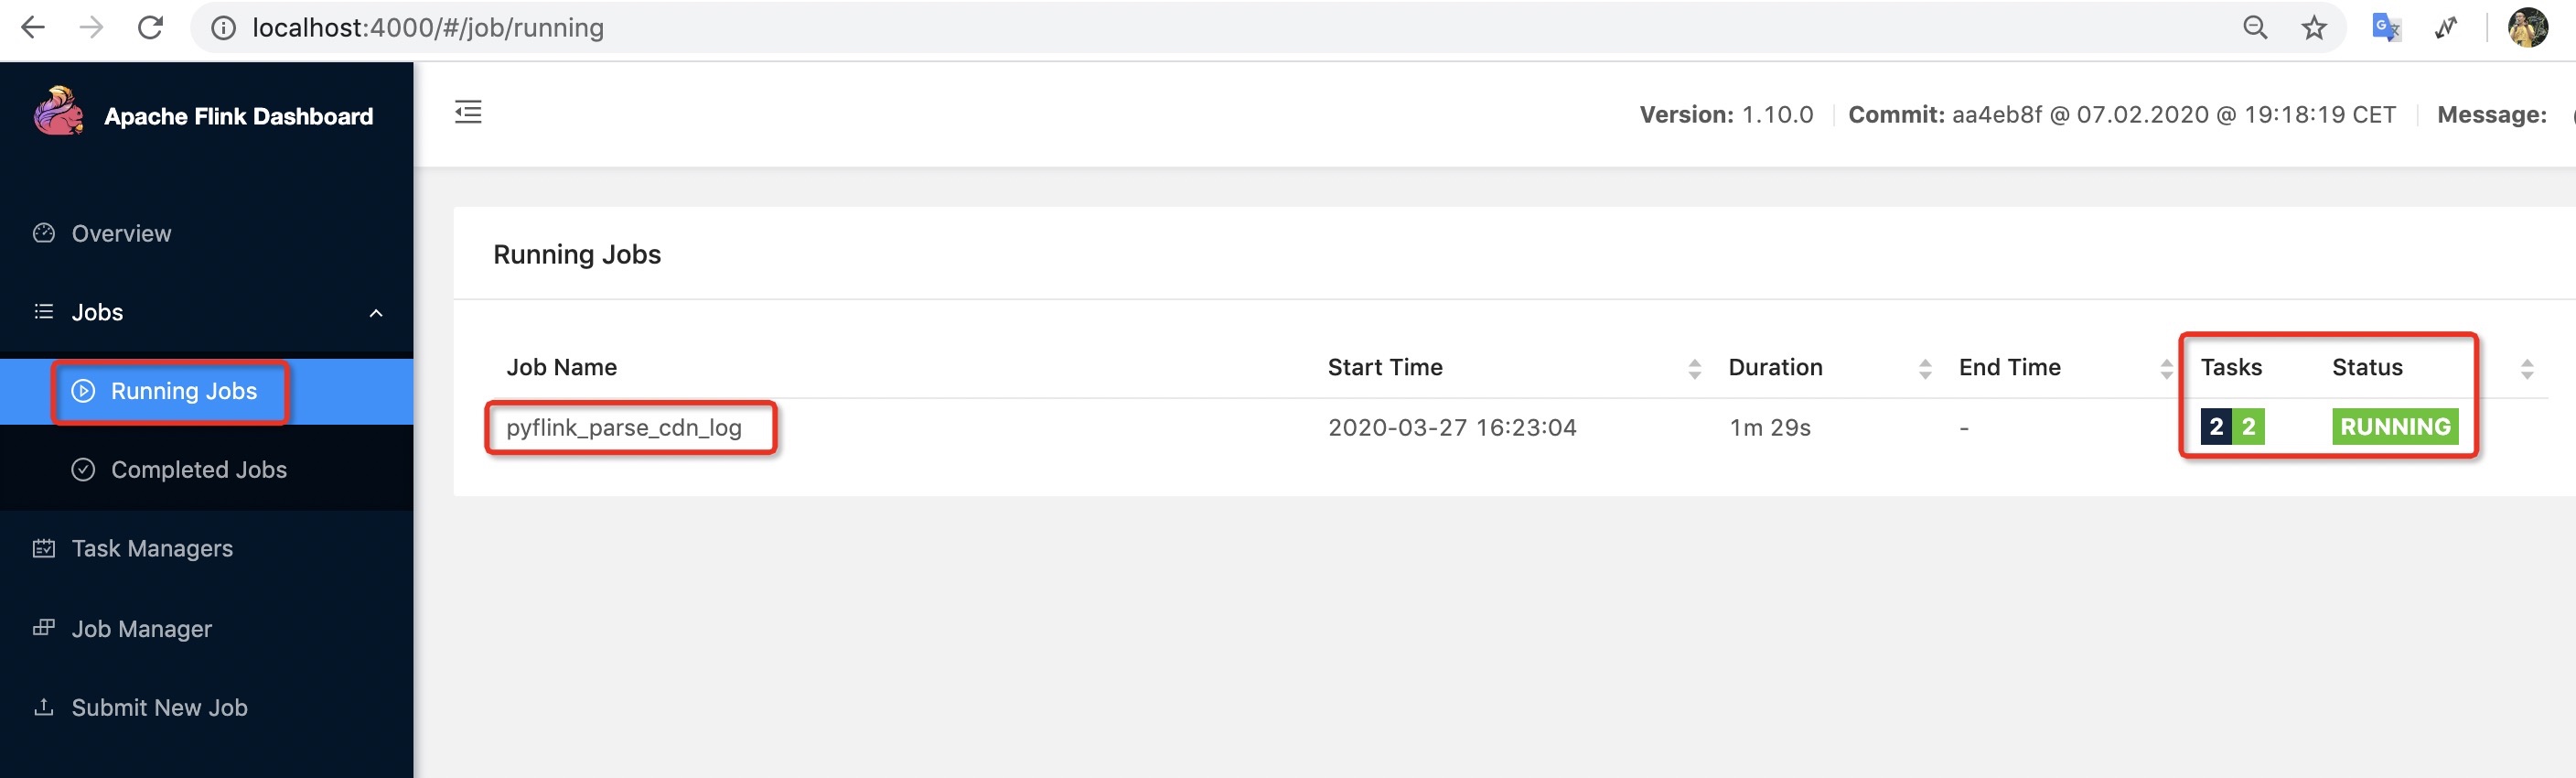 localhost:4000/#/job/running
Apache Flink Dashboard
Version: 1.10.0 Commit: aa4eb8f @ 07.02.2020 @ 19:18:19 CET Message:
Overview
Jobs
Running Jobs
Completed Jobs
Task Managers
Job Manager
Submit New Job
Running Jobs
Job Name Start Time Duration End Time Tasks Status
pyflink_parse_cdn_log 2020-03-27 16:23:04 1m 29s - 2 2 RUNNING